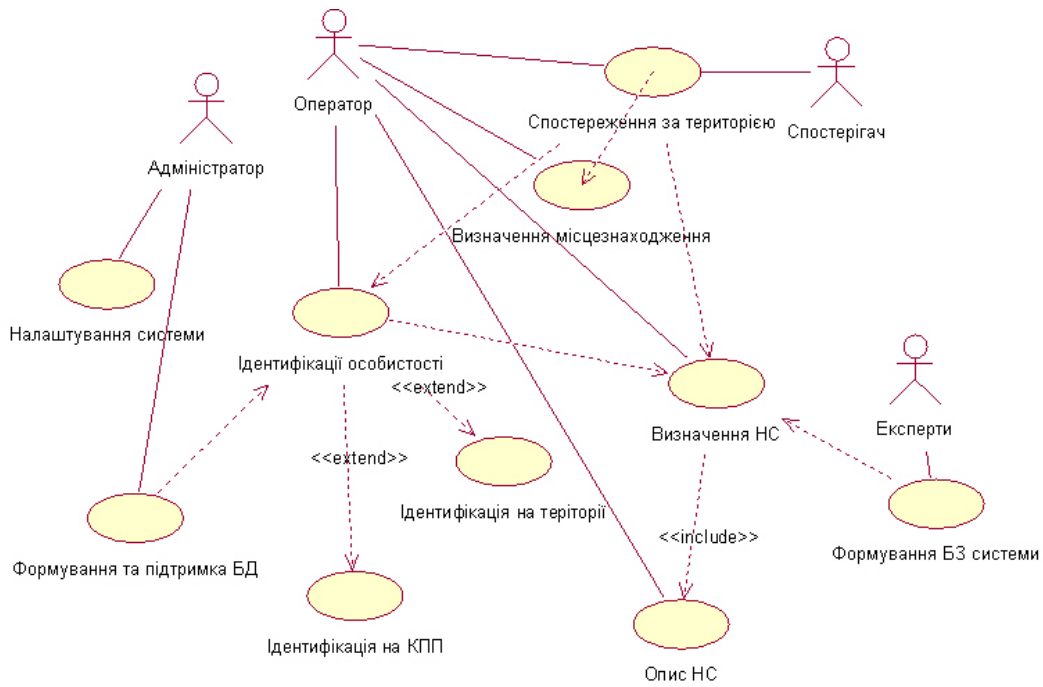 Оператор
Спостереження за територією
Спостерігач
Адміністратор
Визначення місцезнаходження
Налаштування системи
Ідентифікації особистості
<<extend>>
Визначення НС
Експерти
<<extend>>
Ідентифікація на теріторії
<<include>>
Формування БЗ системи
Формування та підтримка БД
Ідентифікація на КПП
Опис НС